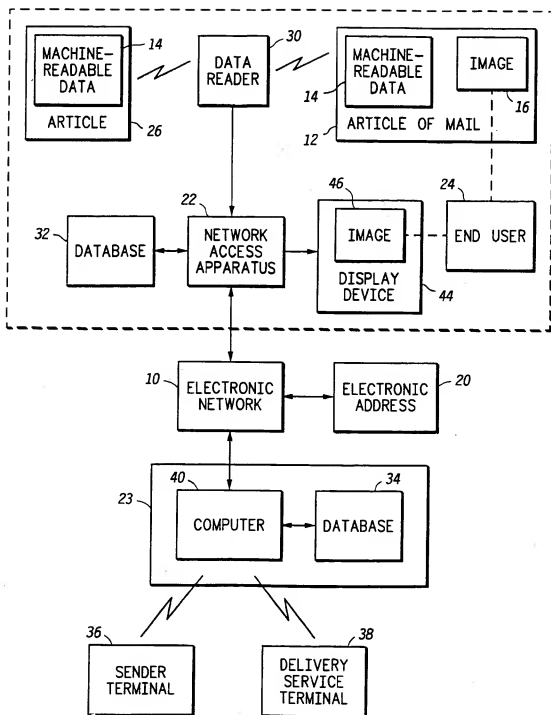 14
MACHINE-
READABLE
DATA
ARTICLE
26
30
DATA
READER
MACHINE-
READABLE
DATA
14
IMAGE
16
ARTICLE OF MAIL
12
32
DATABASE
22
NETWORK
ACCESS
APPARATUS
46
IMAGE
DISPLAY
DEVICE
44
24
END USER
10
ELECTRONIC
NETWORK
20
ELECTRONIC
ADDRESS
23
40
COMPUTER
34
DATABASE
36
SENDER
TERMINAL
38
DELIVERY
SERVICE
TERMINAL